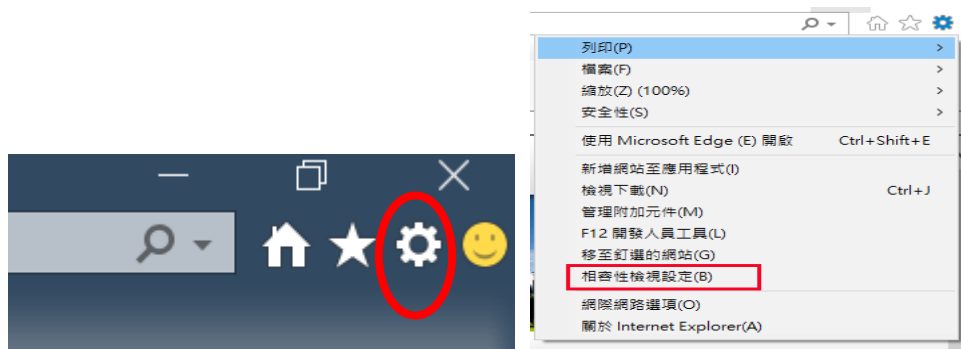 列印(P)
檔案(F)
縮放(Z) (100%)
安全性(S)
使用 Microsoft Edge (E) 開啟 Ctrl+Shift+E
新增網站至應用程式(I)
檢視下載(N) Ctrl+J
管理附加元件(M)
F12 開發人員工具(L)
移至釘選的網站(G)
相容性檢視設定(B)
網際網路選項(O)
關於 Internet Explorer(A)